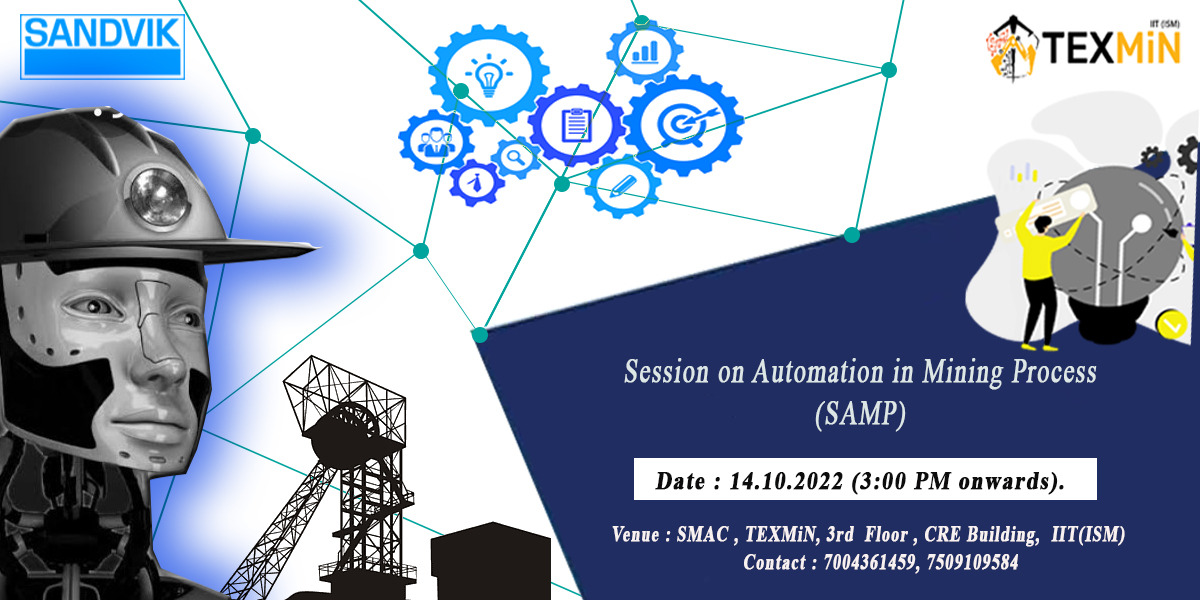 SANDVIK
IIT (ISM)
TEXMiN
Session on Automation in Mining Process
(SAMP)
Date : 14.10.2022 (3:00 PM onwards).
Venue : SMAC , TEXMiN, 3rd Floor , CRE Building, IIT(ISM)
Contact : 7004361459, 7509109584